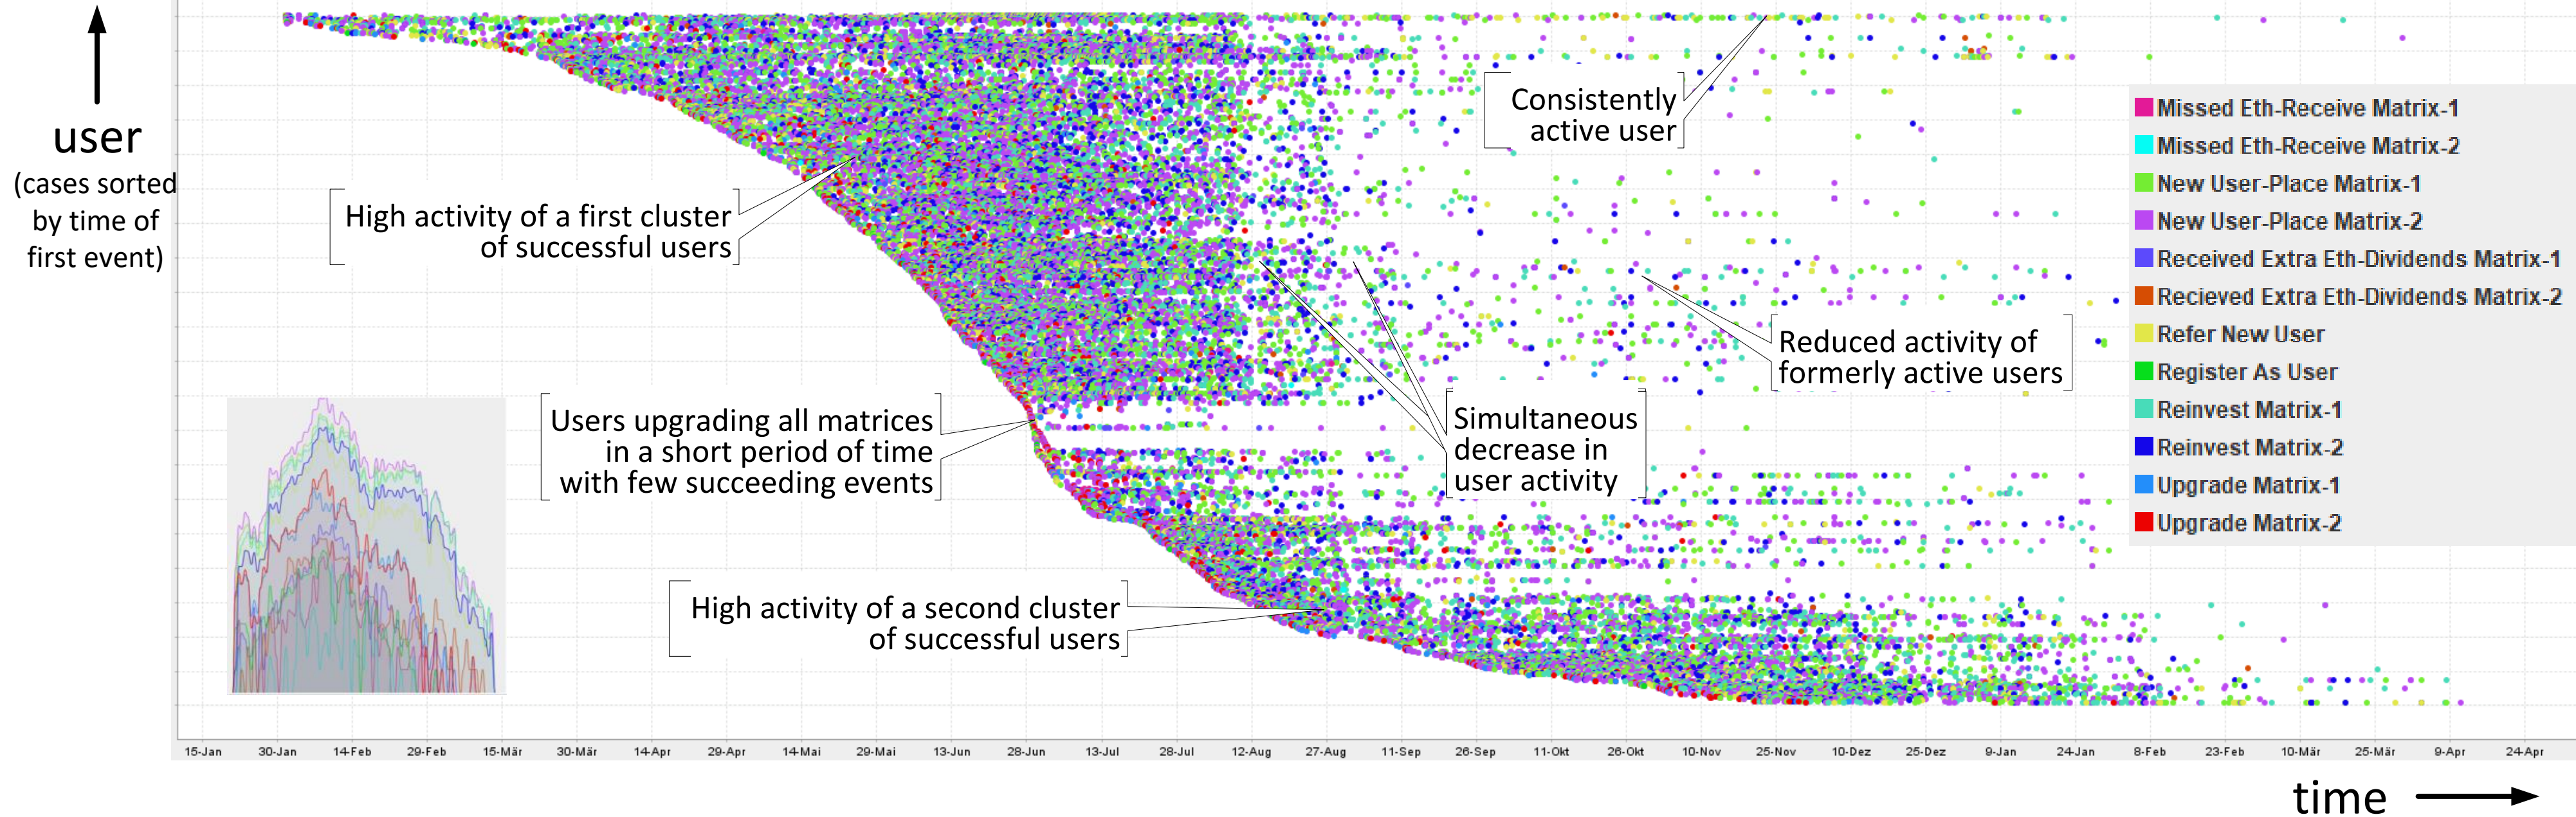 user
(cases sorted
by time of
first event)
Consistently
active user
High activity of a first cluster
of successful users
Reduced activity of
formerly active users
Users upgrading all matrices
in a short period of time
with few succeeding events
Simultaneous
decrease in
user activity
High activity of a second cluster
of successful users
Missed Eth-Receive Matrix-1
Missed Eth-Receive Matrix-2
New User-Place Matrix-1
New User-Place Matrix-2
Received Extra Eth-Dividends Matrix-1
Recieved Extra Eth-Dividends Matrix-2
Refer New User
Register As User
Reinvest Matrix-1
Reinvest Matrix-2
Upgrade Matrix-1
Upgrade Matrix-2
15-Jan 30-Jan 14-Feb 29-Feb 15-Mär 30-Mär 14-Apr 29-Apr 14-Mai 29-Mai 13-Jun 28-Jun 13-Jul 28-Jul 12-Aug 27-Aug 11-Sep 26-Sep 11-Okt 26-Okt 10-Nov 25-Nov 10-Dez 25-Dez 9-Jan 24-Jan 8-Feb 23-Feb 10-Mär 25-Mär 9-Apr 24-Apr
time